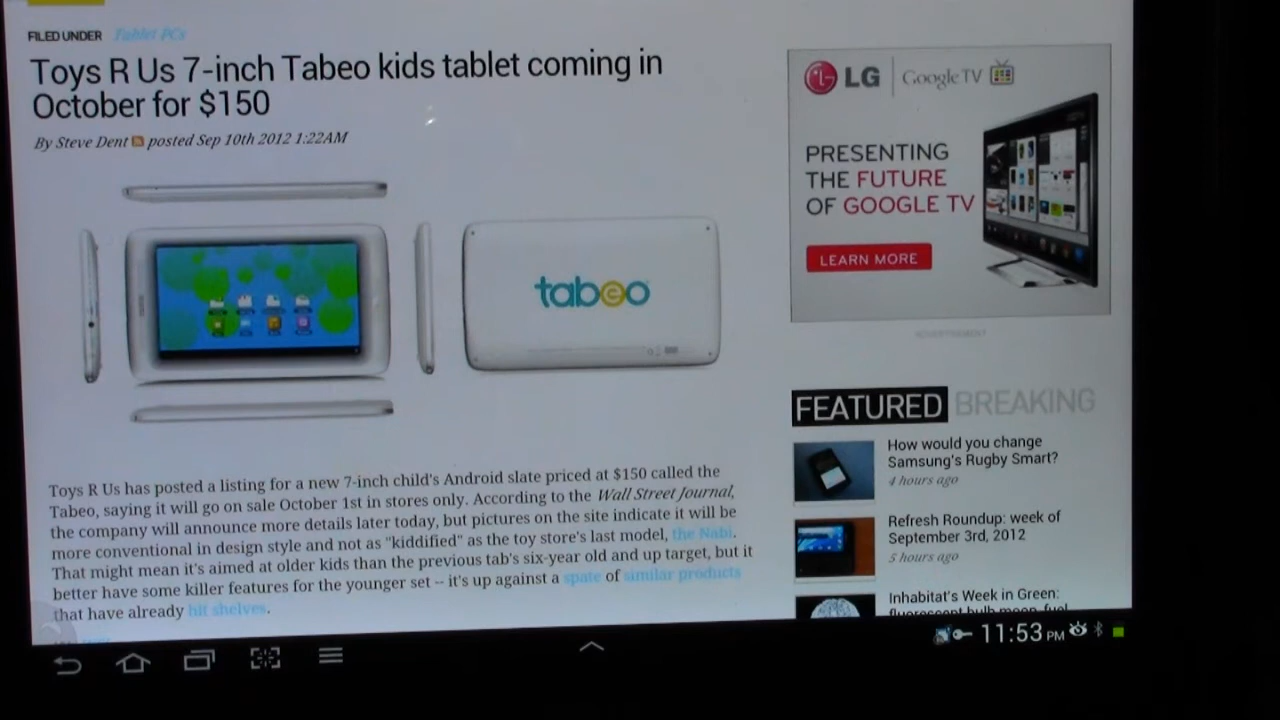 FILED UNDER Tablet PCs
Toys R Us 7-inch Tabeo kids tablet coming in
October for $150
By Steve Dent posted Sep 10th 2012 1:22AM
tabeo
Toys R Us has posted a listing for a new 7-inch child's Android slate priced at $150 called the
Tabeo, saying it will go on sale October 1st in stores only. According to the Wall Street Journal,
the company will announce more details later today, but pictures on the site indicate it will be
more conventional in design style and not as "kiddified" as the toy store's last model, the Nabi.
That might mean it's aimed at older kids than the previous tab's six-year old and up target, but it
better have some killer features for the younger set -- it's up against a spate of similar products
that have already hit shelves.
LG Google TV
PRESENTING
THE FUTURE
OF GOOGLE TV
LEARN MORE
ADVERTISEMENT
FEATURED BREAKING
How would you change
Samsung's Rugby Smart?
4 hours ago
Refresh Roundup: week of
September 3rd, 2012
5 hours ago
Inhabitat's Week in Green:
fluorescent bulb moon, fuel
11:53 PM